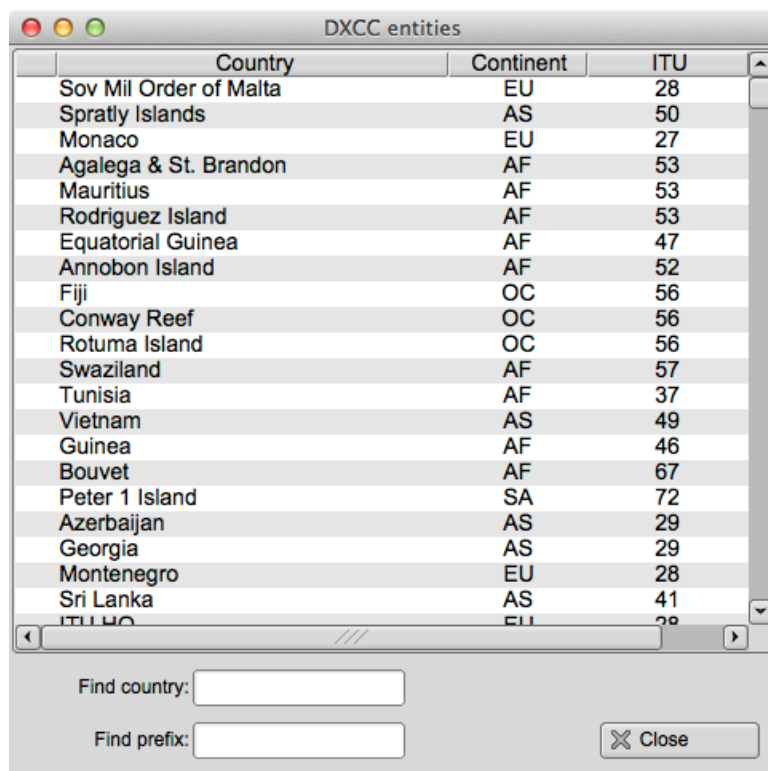 DXCC entities
Country Continent ITU
Sov Mil Order of Malta EU 28
Spratly Islands AS 50
Monaco EU 27
Agalega & St. Brandon AF 53
Mauritius AF 53
Rodriguez Island AF 53
Equatorial Guinea AF 47
Annobon Island AF 52
Fiji OC 56
Conway Reef OC 56
Rotuma Island OC 56
Swaziland AF 57
Tunisia AF 37
Vietnam AS 49
Guinea AF 46
Bouvet AF 67
Peter 1 Island SA 72
Azerbaijan AS 29
Georgia AS 29
Montenegro EU 28
Sri Lanka AS 41
ITU HQ EU 28
Find country:
Find prefix:
Close